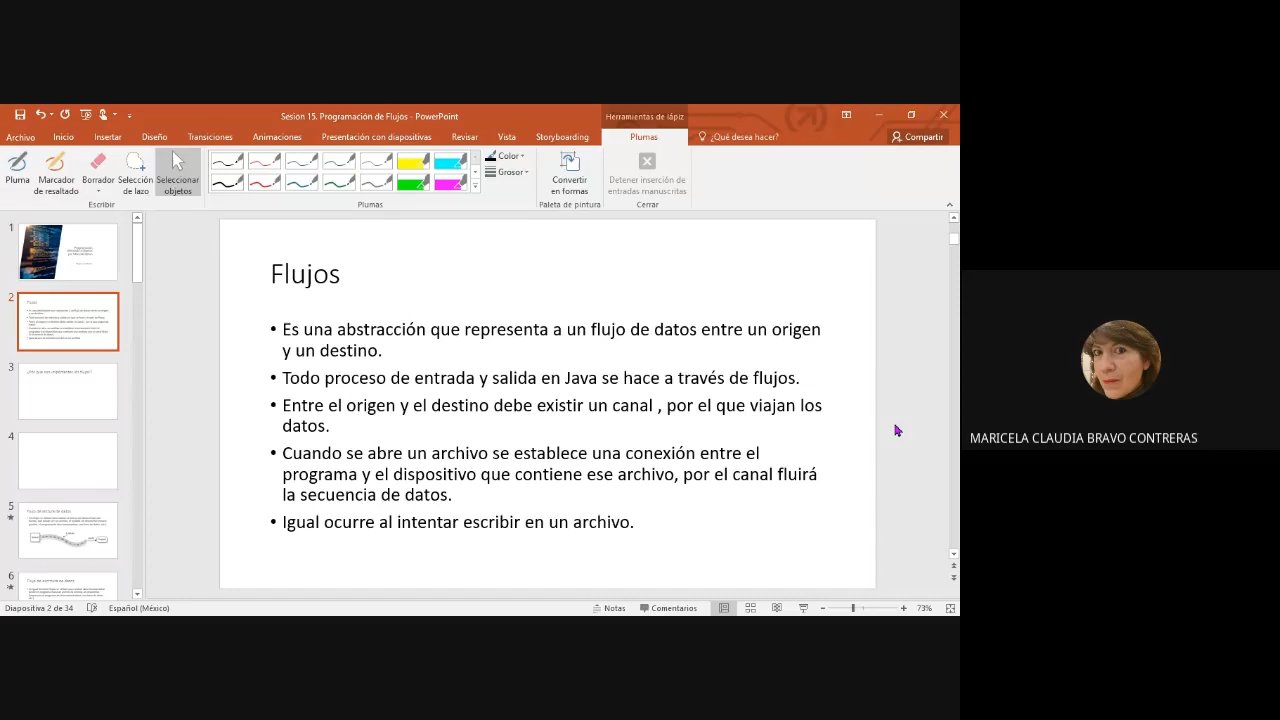 Sesion 15. Programación de Flujos - PowerPoint
Herramientas de lápiz
Archivo
Inicio
Insertar
Diseño
Transiciones
Animaciones
Presentación con diapositivas
Revisar
Vista
Storyboarding
Plumas
¿Qué desea hacer?
Compartir
Pluma
Marcador
de resaltado
Borrador
Selección
de lazo
Seleccionar
objetos
Color
Grosor
Convertir
en formas
Detener inserción de
entradas manuscritas
Escribir
Plumas
Paleta de pintura
Cerrar
1
2
3
4
5
6
Flujos
• Es una abstracción que representa a un flujo de datos entre un origen
y un destino.
• Todo proceso de entrada y salida en Java se hace a través de flujos.
• Entre el origen y el destino debe existir un canal , por el que viajan los
datos.
• Cuando se abre un archivo se establece una conexión entre el
programa y el dispositivo que contiene ese archivo, por el canal fluirá
la secuencia de datos.
• Igual ocurre al intentar escribir en un archivo.
MARICELA CLAUDIA BRAVO CONTRERAS
Diapositiva 2 de 34
Español (México)
Notas
Comentarios
73%